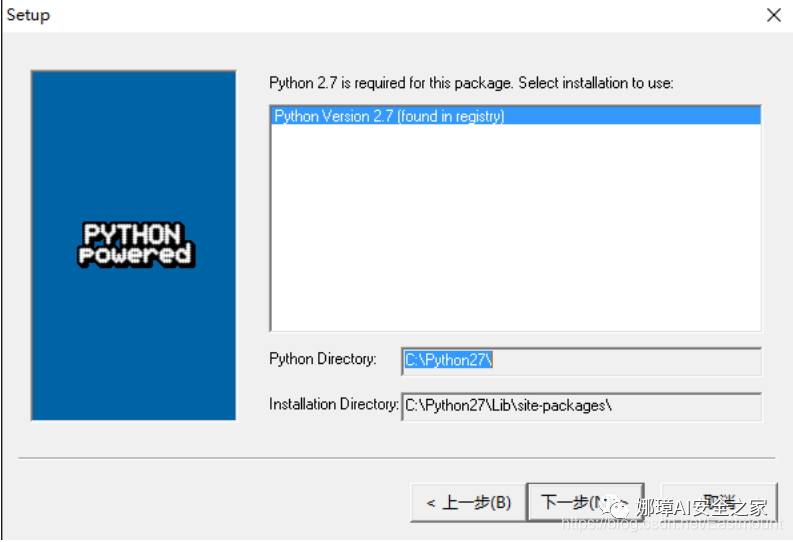 Setup
Python 2.7 is required for this package. Select installation to use:
Python Version 2.7 (found in registry)
PYTHON
powered
Python Directory: C:\Python27\
Installation Directory: C:\Python27\Lib\site-packages\
< 上一步(B) 下一步(N) > 取消
娜璋AI安全之家
https://blog.csdn.net/Eastmount